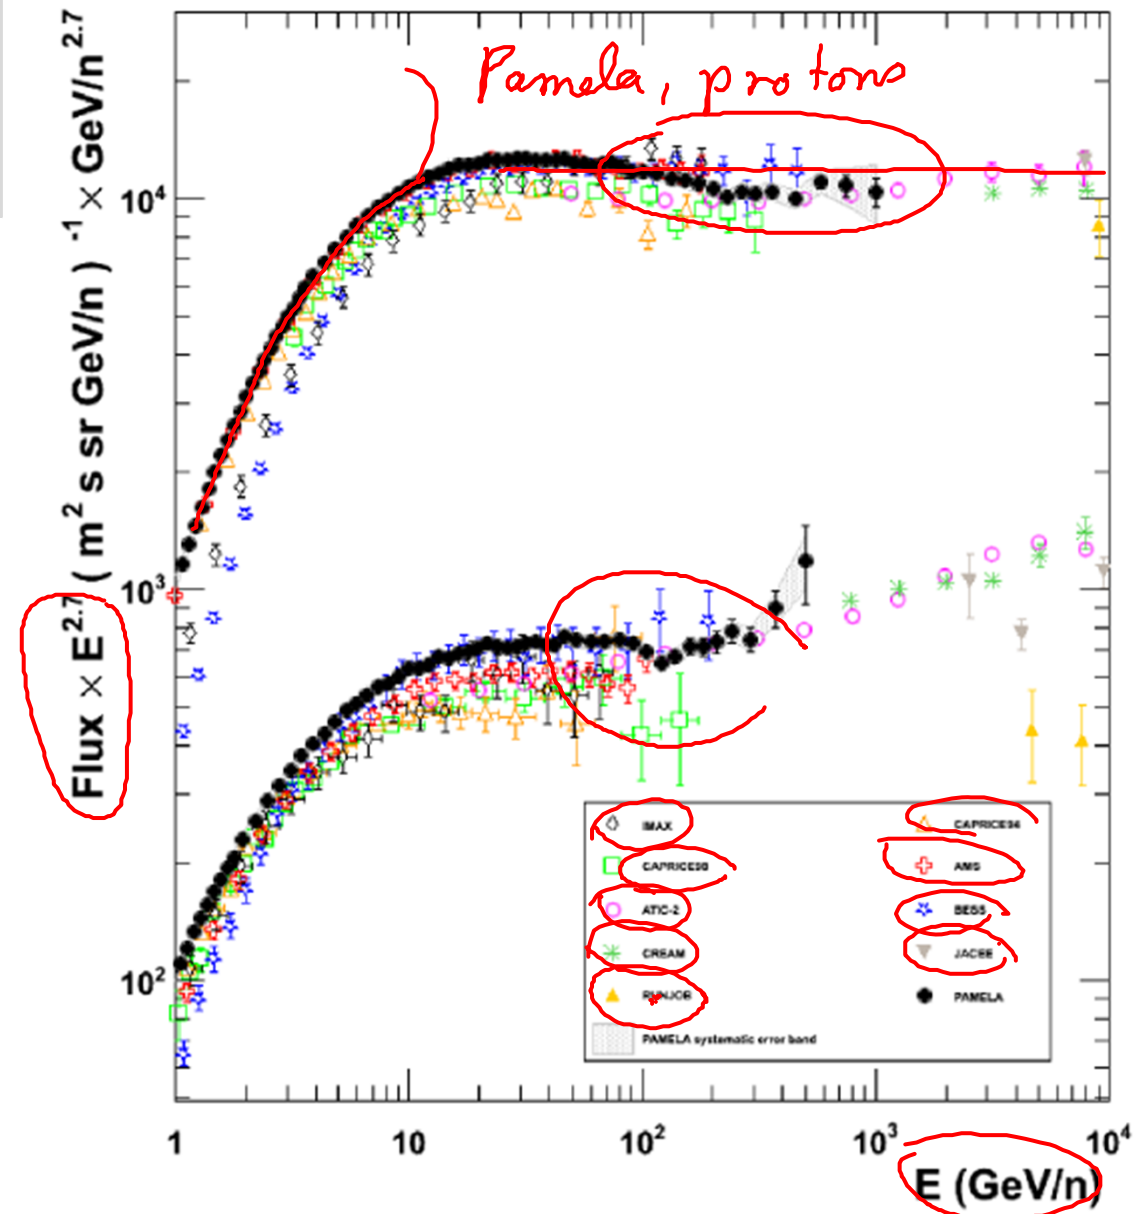 Pamela, protons
Flux × E^2.7 ( m^2 s sr GeV/n )^-1 × GeV/n^2.7
10^4
10^3
10^2
IMAX
CAPRICE94
CAPRICE98
AMS
ATIC-2
BESS
CREAM
JACEE
RUNJOB
PAMELA
PAMELA systematic error band
1 10 10^2 10^3 10^4
E (GeV/n)